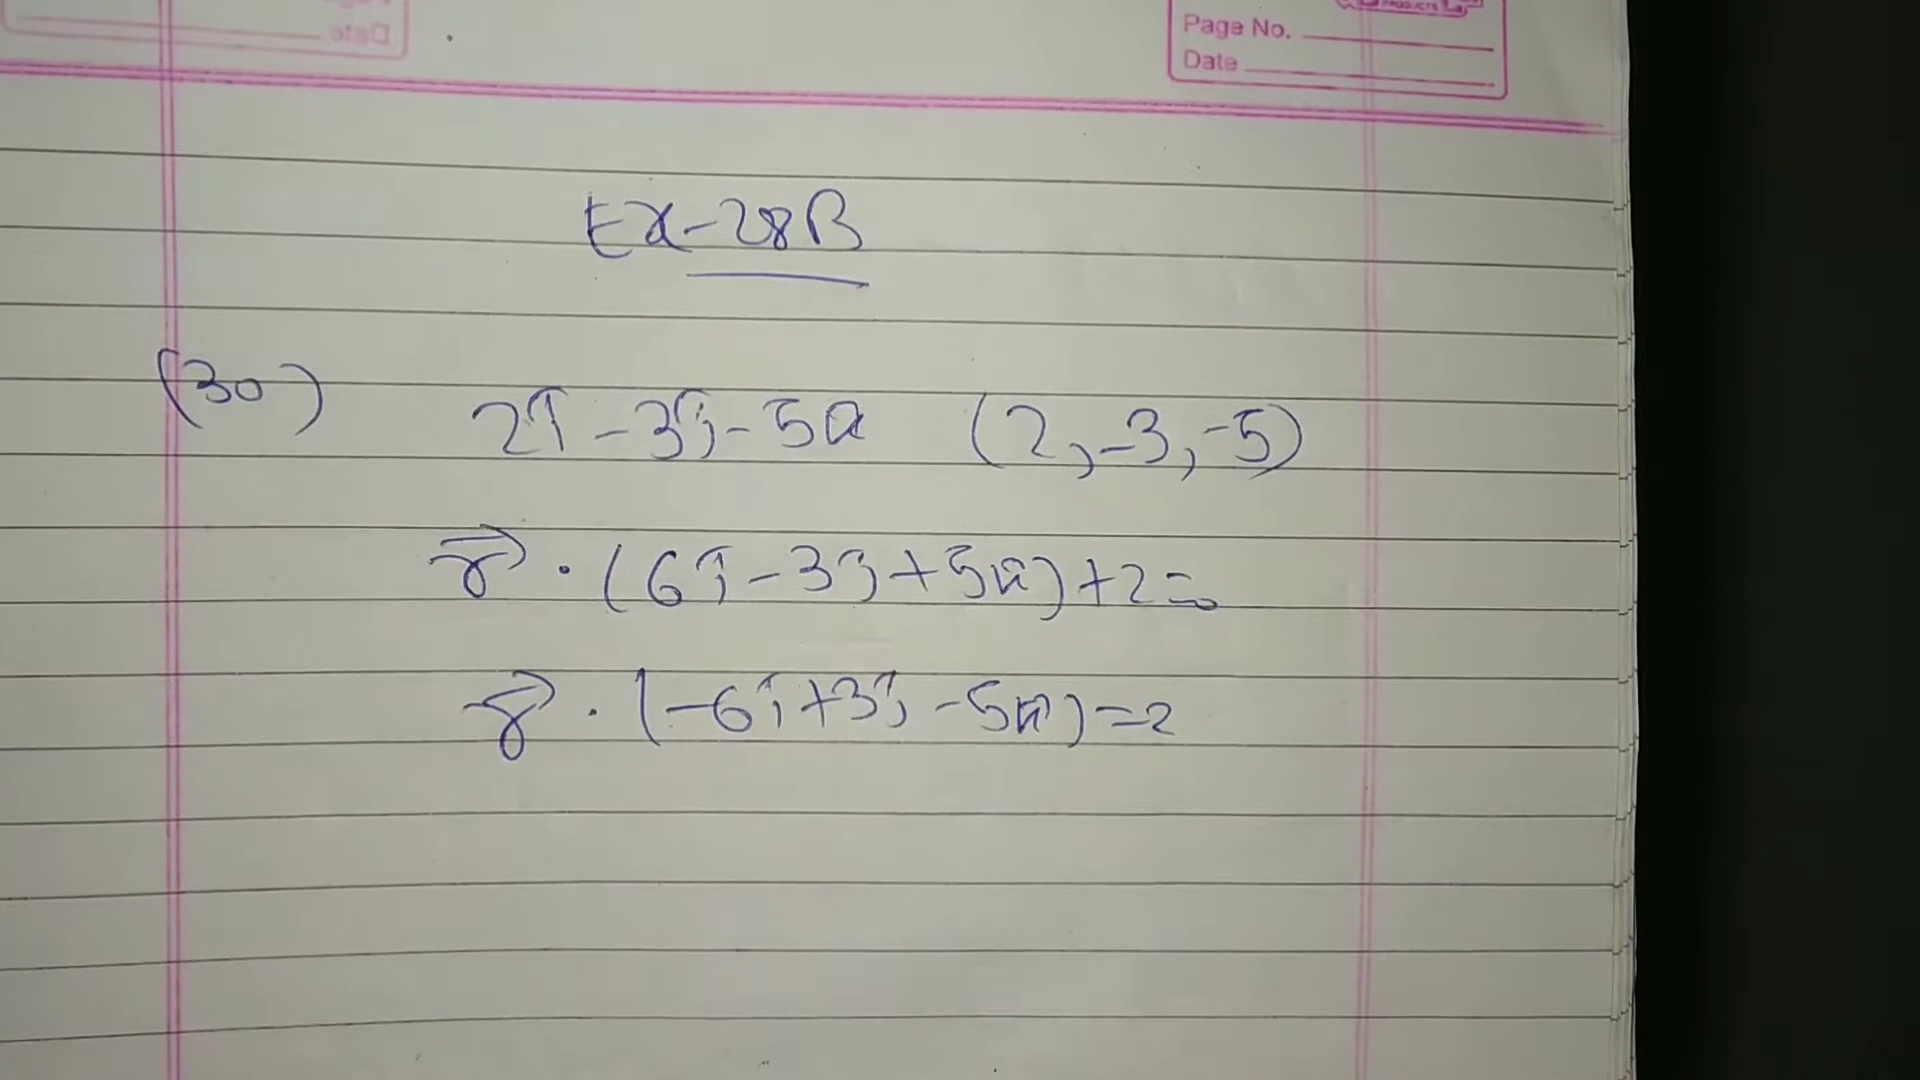 Page No.
Date
Ex-28B
(30) 2î - 3ĵ - 5k̂ (2, -3, -5)
r⃗ · (6î - 3ĵ + 5k̂) + 2 = 0
r⃗ · (-6î + 3ĵ - 5k̂) = 2